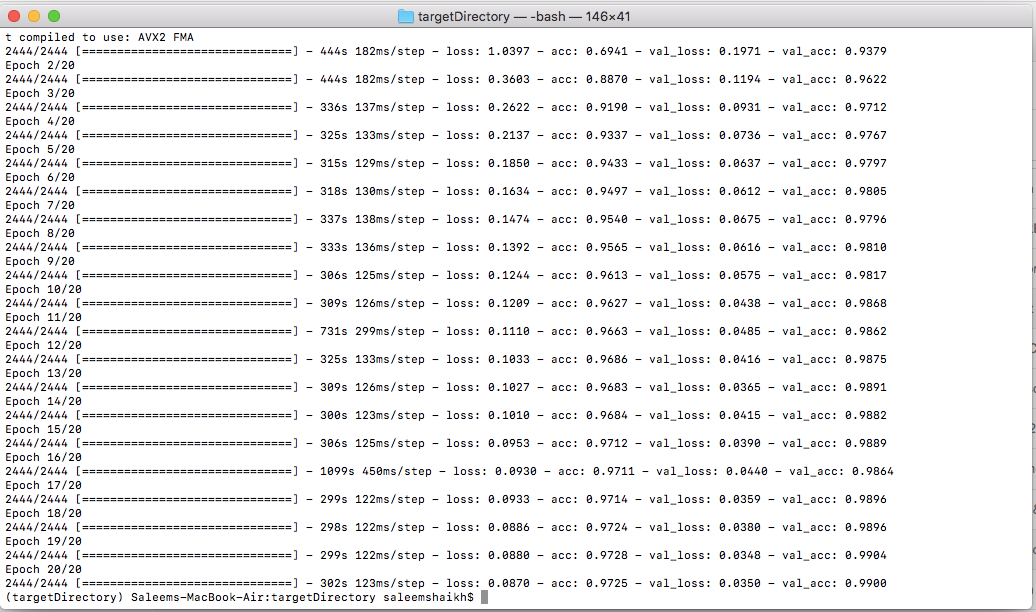 targetDirectory — -bash — 146×41
t compiled to use: AVX2 FMA
2444/2444 [==============================] - 444s 182ms/step - loss: 1.0397 - acc: 0.6941 - val_loss: 0.1971 - val_acc: 0.9379
Epoch 2/20
2444/2444 [==============================] - 444s 182ms/step - loss: 0.3603 - acc: 0.8870 - val_loss: 0.1194 - val_acc: 0.9622
Epoch 3/20
2444/2444 [==============================] - 336s 137ms/step - loss: 0.2622 - acc: 0.9190 - val_loss: 0.0931 - val_acc: 0.9712
Epoch 4/20
2444/2444 [==============================] - 325s 133ms/step - loss: 0.2137 - acc: 0.9337 - val_loss: 0.0736 - val_acc: 0.9767
Epoch 5/20
2444/2444 [==============================] - 315s 129ms/step - loss: 0.1850 - acc: 0.9433 - val_loss: 0.0637 - val_acc: 0.9797
Epoch 6/20
2444/2444 [==============================] - 318s 130ms/step - loss: 0.1634 - acc: 0.9497 - val_loss: 0.0612 - val_acc: 0.9805
Epoch 7/20
2444/2444 [==============================] - 337s 138ms/step - loss: 0.1474 - acc: 0.9540 - val_loss: 0.0675 - val_acc: 0.9796
Epoch 8/20
2444/2444 [==============================] - 333s 136ms/step - loss: 0.1392 - acc: 0.9565 - val_loss: 0.0616 - val_acc: 0.9810
Epoch 9/20
2444/2444 [==============================] - 306s 125ms/step - loss: 0.1244 - acc: 0.9613 - val_loss: 0.0575 - val_acc: 0.9817
Epoch 10/20
2444/2444 [==============================] - 309s 126ms/step - loss: 0.1209 - acc: 0.9627 - val_loss: 0.0438 - val_acc: 0.9868
Epoch 11/20
2444/2444 [==============================] - 731s 299ms/step - loss: 0.1110 - acc: 0.9663 - val_loss: 0.0485 - val_acc: 0.9862
Epoch 12/20
2444/2444 [==============================] - 325s 133ms/step - loss: 0.1033 - acc: 0.9686 - val_loss: 0.0416 - val_acc: 0.9875
Epoch 13/20
2444/2444 [==============================] - 309s 126ms/step - loss: 0.1027 - acc: 0.9683 - val_loss: 0.0365 - val_acc: 0.9891
Epoch 14/20
2444/2444 [==============================] - 300s 123ms/step - loss: 0.1010 - acc: 0.9684 - val_loss: 0.0415 - val_acc: 0.9882
Epoch 15/20
2444/2444 [==============================] - 306s 125ms/step - loss: 0.0953 - acc: 0.9712 - val_loss: 0.0390 - val_acc: 0.9889
Epoch 16/20
2444/2444 [==============================] - 1099s 450ms/step - loss: 0.0930 - acc: 0.9711 - val_loss: 0.0440 - val_acc: 0.9864
Epoch 17/20
2444/2444 [==============================] - 299s 122ms/step - loss: 0.0933 - acc: 0.9714 - val_loss: 0.0359 - val_acc: 0.9896
Epoch 18/20
2444/2444 [==============================] - 298s 122ms/step - loss: 0.0886 - acc: 0.9724 - val_loss: 0.0380 - val_acc: 0.9896
Epoch 19/20
2444/2444 [==============================] - 299s 122ms/step - loss: 0.0880 - acc: 0.9728 - val_loss: 0.0348 - val_acc: 0.9904
Epoch 20/20
2444/2444 [==============================] - 302s 123ms/step - loss: 0.0870 - acc: 0.9725 - val_loss: 0.0350 - val_acc: 0.9900
(targetDirectory) Saleems-MacBook-Air:targetDirectory saleemshaikh$